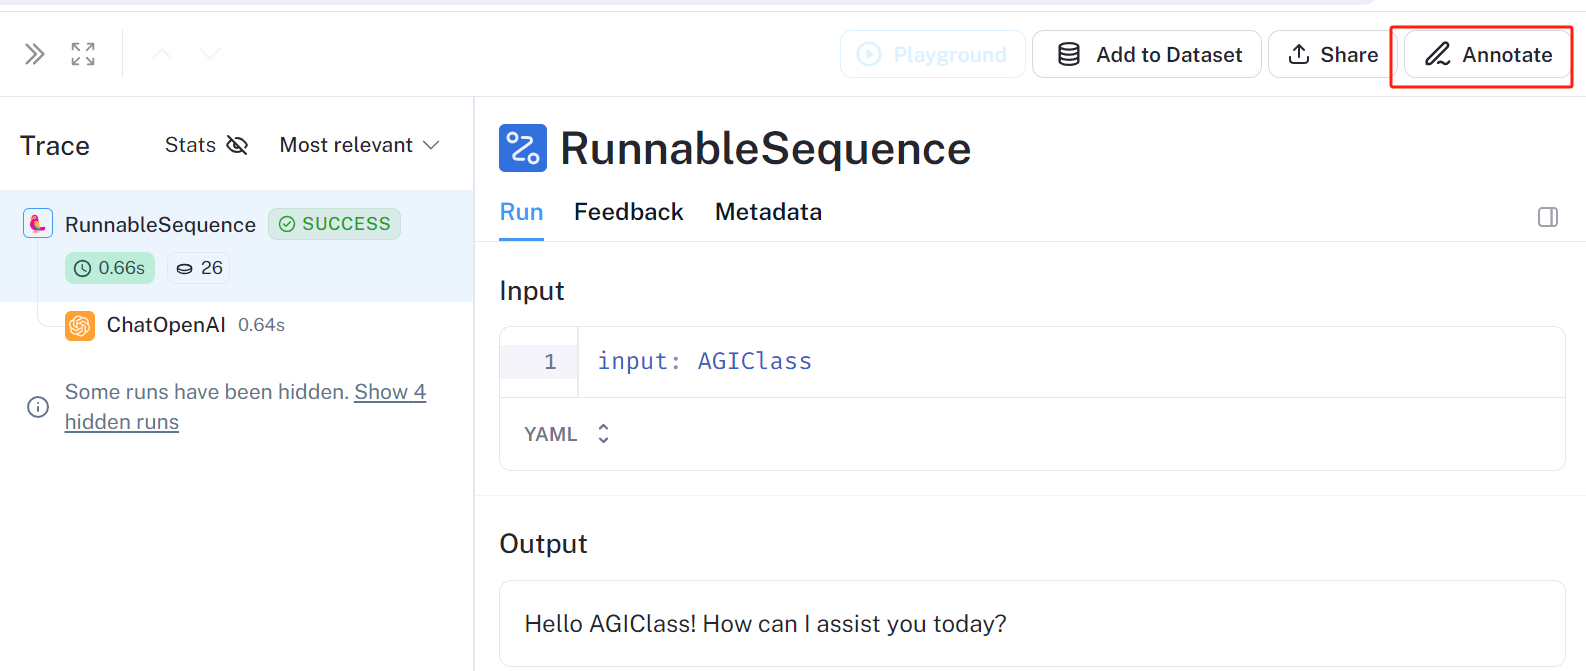 Playground Add to Dataset Share Annotate
Trace Stats Most relevant
RunnableSequence SUCCESS
0.66s 26
ChatOpenAI 0.64s
Some runs have been hidden. Show 4
hidden runs
RunnableSequence
Run Feedback Metadata
Input
1 input: AGIClass
YAML
Output
Hello AGIClass! How can I assist you today?